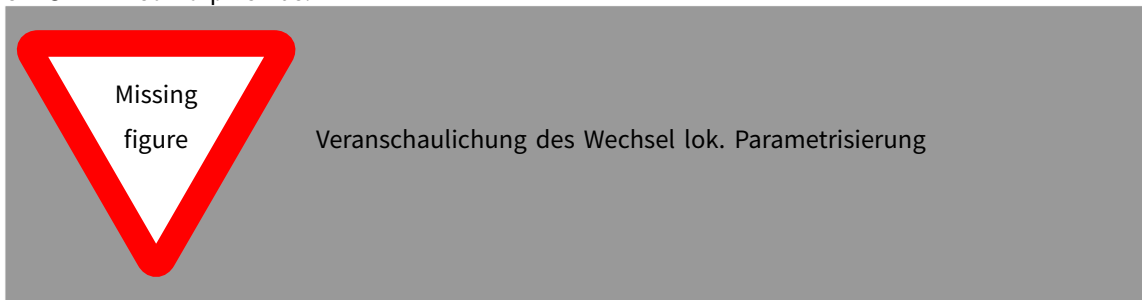 Missing
figure
Veranschaulichung des Wechsel lok. Parametrisierung